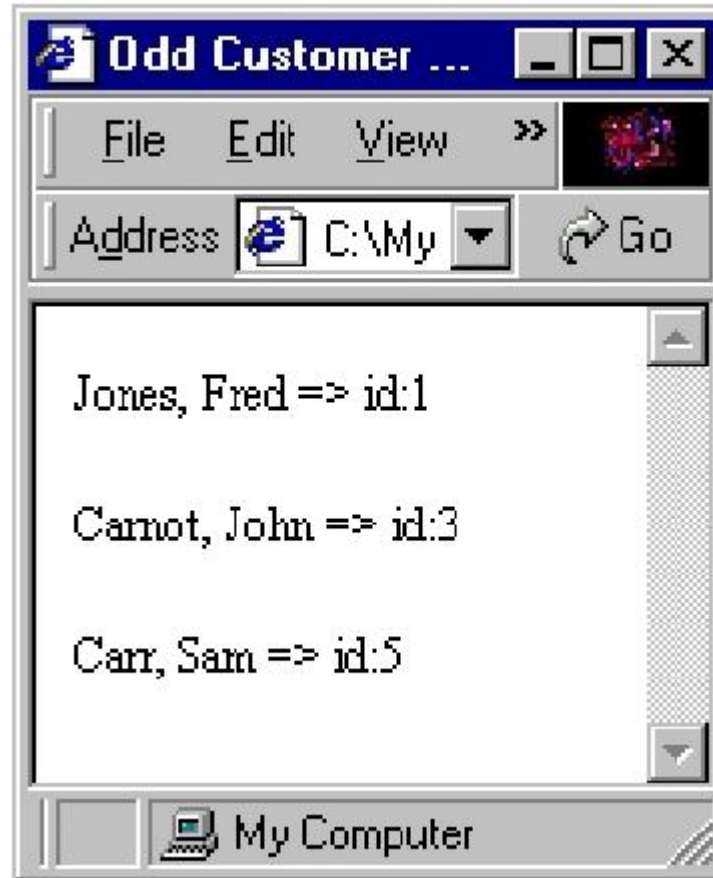 Odd Customer ...
File Edit View »
Address C:\My Go
Jones, Fred => id:1
Carnot, John => id:3
Carr, Sam => id:5
My Computer